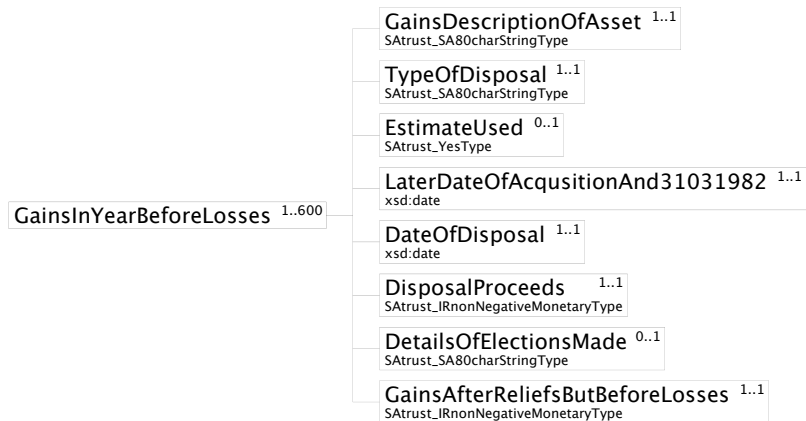 GainsDescriptionOfAsset 1..1
SAtrust_SA80charStringType
TypeOfDisposal 1..1
SAtrust_SA80charStringType
EstimateUsed 0..1
SAtrust_YesType
LaterDateOfAcqusitionAnd31031982 1..1
xsd:date
GainsInYearBeforeLosses 1..600
DateOfDisposal 1..1
xsd:date
DisposalProceeds 1..1
SAtrust_IRnonNegativeMonetaryType
DetailsOfElectionsMade 0..1
SAtrust_SA80charStringType
GainsAfterReliefsButBeforeLosses 1..1
SAtrust_IRnonNegativeMonetaryType